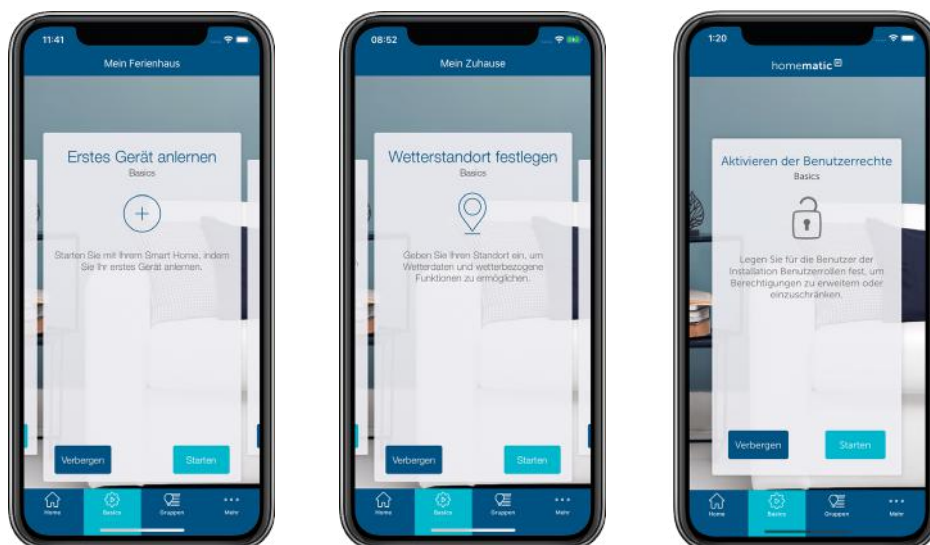 11:41
Mein Ferienhaus
Erstes Gerät anlernen
Basics
Starten Sie mit Ihrem Smart Home, indem
Sie Ihr erstes Gerät anlernen.
Verbergen
Starten
Home
Basics
Gruppen
Mehr
08:52
Mein Zuhause
Wetterstandort festlegen
Basics
Geben Sie Ihren Standort ein, um
Wetterdaten und wetterbezogene
Funktionen zu ermöglichen.
Verbergen
Starten
Home
Basics
Gruppen
Mehr
1:20
homematic IP
Aktivieren der Benutzerrechte
Basics
Legen Sie für die Benutzer der
Installation Benutzerrollen fest, um
Berechtigungen zu erweitern oder
einzuschränken.
Verbergen
Starten
Home
Basics
Gruppen
Mehr